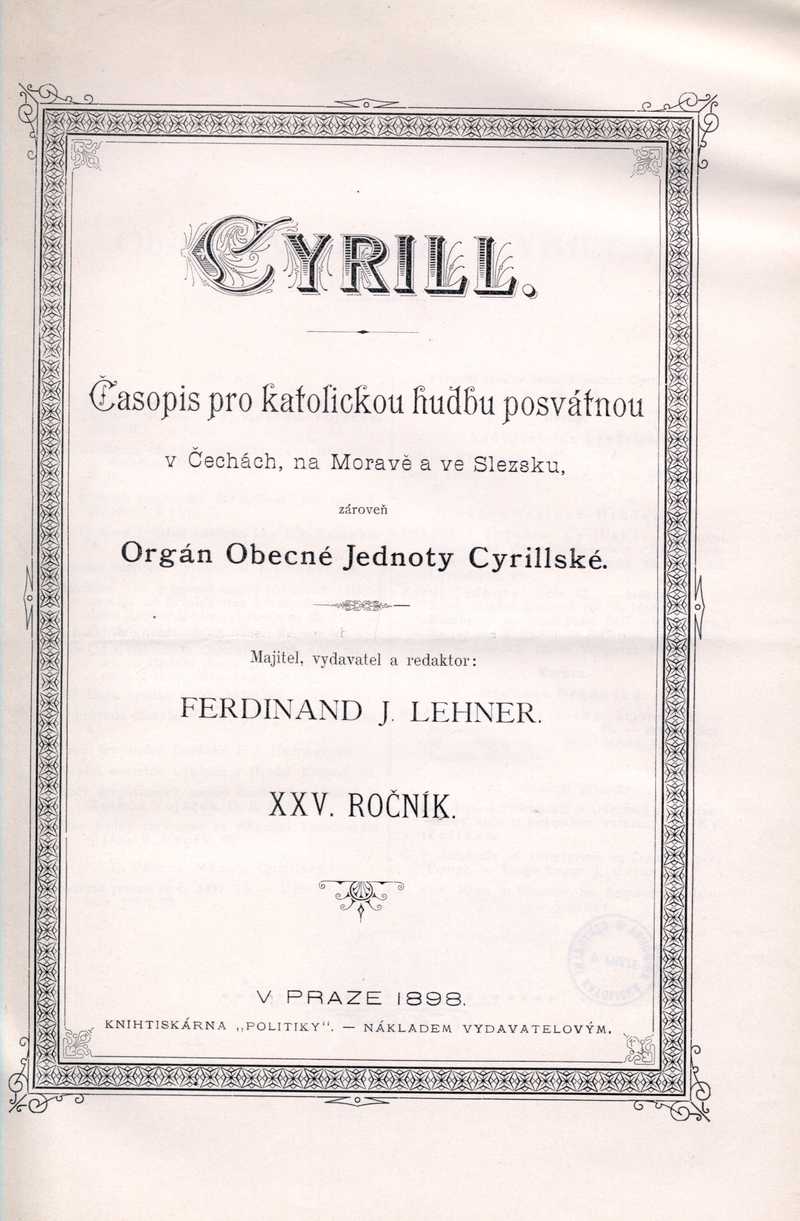 CYRILL.
Časopis pro katolickou hudbu posvátnou
v Čechách, na Moravě a ve Slezsku,
zároveň
Orgán Obecné Jednoty Cyrillské.
Majitel, vydavatel a redaktor:
FERDINAND J. LEHNER.
XXV. ROČNÍK.
V PRAZE 1898.
KNIHTISKÁRNA „POLITIKY“. — NÁKLADEM VYDAVATELOVÝM.